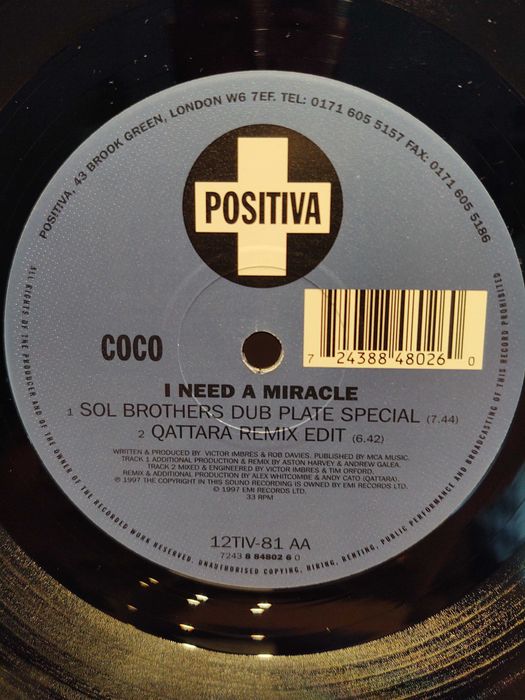 POSITIVA, 43 BROOK GREEN, LONDON W6 7EF. TEL: 0171 605 5157 FAX: 0171 605 5186
POSITIVA
COCO
7 24388 48026 0
I NEED A MIRACLE
1 SOL BROTHERS DUB PLATE SPECIAL (7.44)
2 QATTARA REMIX EDIT (6.42)
WRITTEN & PRODUCED BY VICTOR IMBRES & ROB DAVIES. PUBLISHED BY MCA MUSIC.
TRACK 1 ADDITIONAL PRODUCTION & REMIX BY ASTON HARVEY & ANDREW GALEA.
TRACK 2 MIXED & ENGINEERED BY VICTOR IMBRES & TIM ORFORD.
REMIX & ADDITIONAL PRODUCTION BY ALEX WHITCOMBE & ANDY CATO (QATTARA).
℗ 1997 THE COPYRIGHT IN THIS SOUND RECORDING IS OWNED BY EMI RECORDS LTD.
© 1997 EMI RECORDS LTD.
33 RPM
12TIV-81 AA
7243 8 84802 6 0
ALL RIGHTS OF THE PRODUCER AND OF THE OWNER OF THE RECORDED WORK RESERVED. UNAUTHORISED COPYING, HIRING, RENTING, PUBLIC PERFORMANCE AND BROADCASTING OF THIS RECORD PROHIBITED